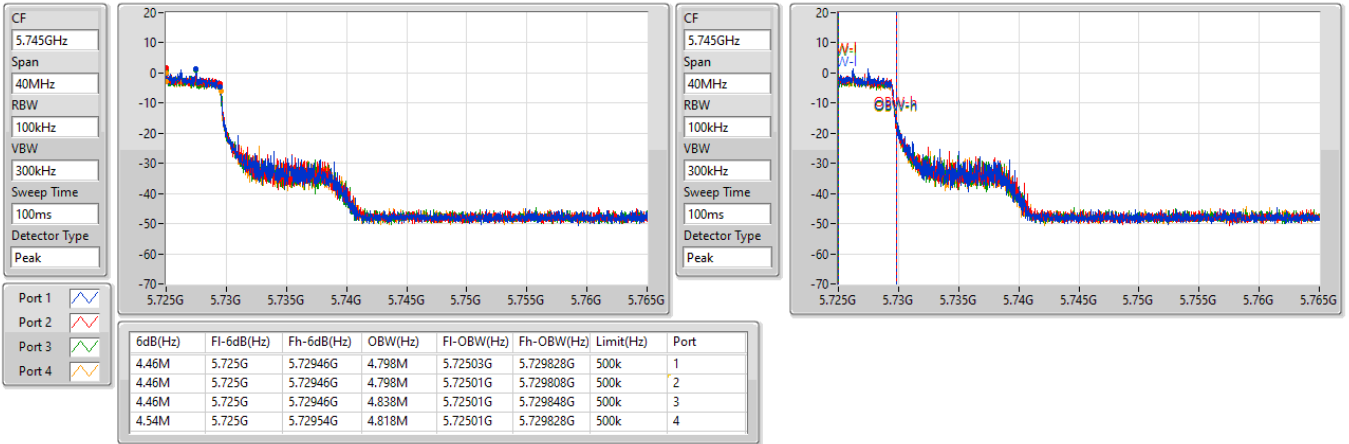 CF
5.745GHz
Span
40MHz
RBW
100kHz
VBW
300kHz
Sweep Time
100ms
Detector Type
Peak
20
10
0
-10
-20
-30
-40
-50
-60
-70
5.725G 5.73G 5.735G 5.74G 5.745G 5.75G 5.755G 5.76G 5.765G
CF
5.745GHz
Span
40MHz
RBW
100kHz
VBW
300kHz
Sweep Time
100ms
Detector Type
Peak
20
10
0
-10
-20
-30
-40
-50
-60
-70
W-l
W-l
OBW-h
5.725G 5.73G 5.735G 5.74G 5.745G 5.75G 5.755G 5.76G 5.765G
Port 1
Port 2
Port 3
Port 4
6dB(Hz) Fl-6dB(Hz) Fh-6dB(Hz) OBW(Hz) Fl-OBW(Hz) Fh-OBW(Hz) Limit(Hz) Port
4.46M 5.725G 5.72946G 4.798M 5.72503G 5.729828G 500k 1
4.46M 5.725G 5.72946G 4.798M 5.72501G 5.729808G 500k 2
4.46M 5.725G 5.72946G 4.838M 5.72501G 5.729848G 500k 3
4.54M 5.725G 5.72954G 4.818M 5.72501G 5.729828G 500k 4